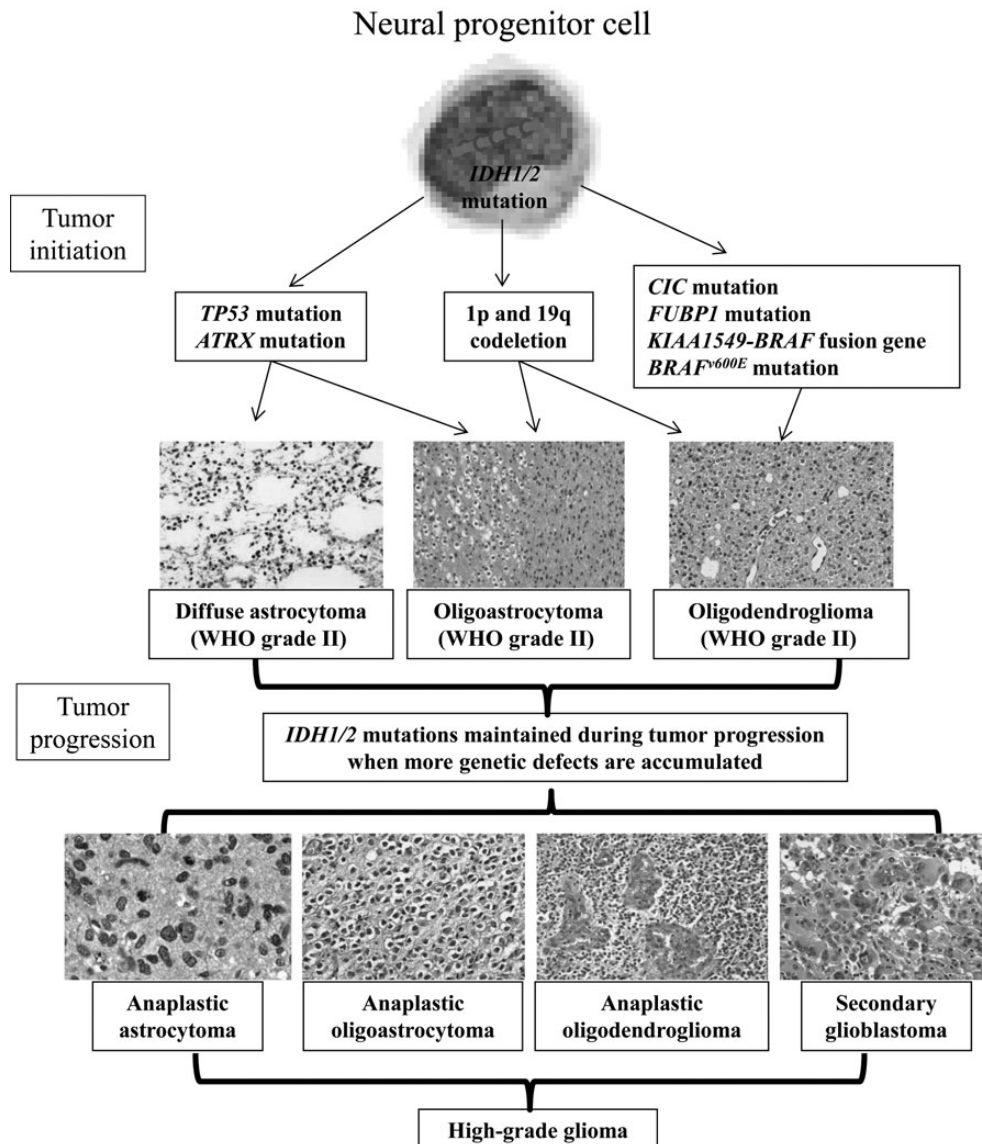 Neural progenitor cell
IDH1/2
mutation
Tumor
initiation
TP53 mutation
ATRX mutation
1p and 19q
codeletion
CIC mutation
FUBP1 mutation
KIAA1549-BRAF fusion gene
BRAFv600E mutation
Diffuse astrocytoma
(WHO grade II)
Oligoastrocytoma
(WHO grade II)
Oligodendroglioma
(WHO grade II)
Tumor
progression
IDH1/2 mutations maintained during tumor progression
when more genetic defects are accumulated
Anaplastic
astrocytoma
Anaplastic
oligoastrocytoma
Anaplastic
oligodendroglioma
Secondary
glioblastoma
High-grade glioma